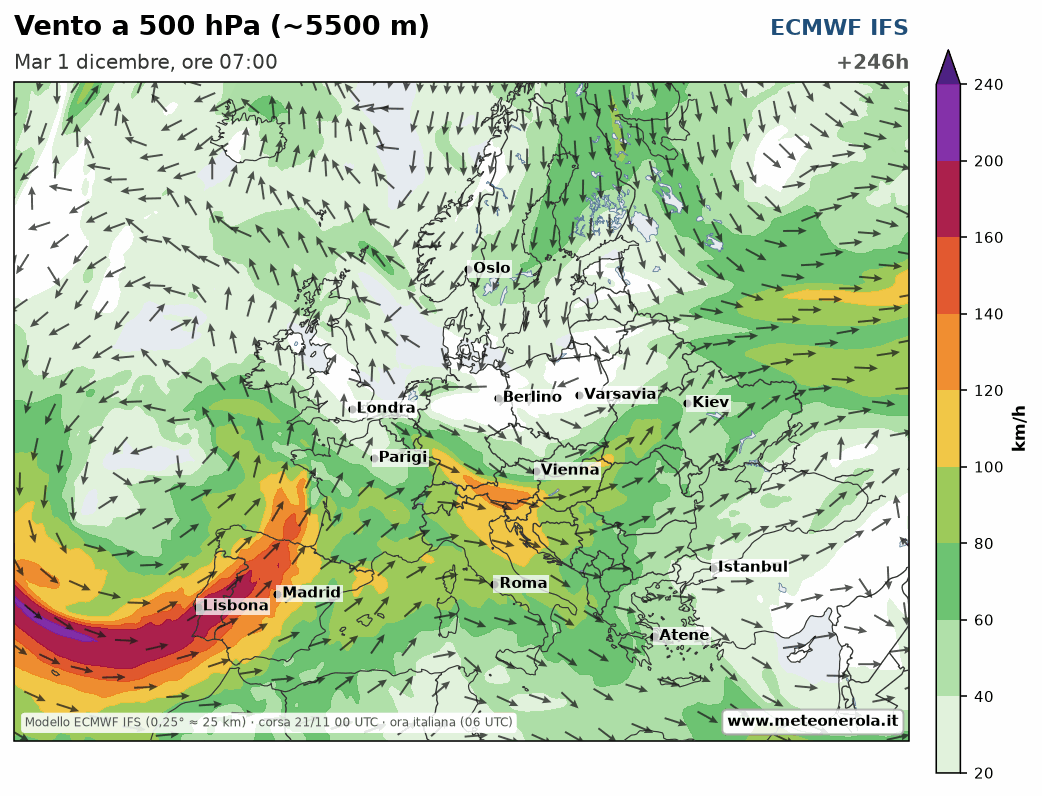 Vento a 500 hPa (~5500 m)
ECMWF IFS
Mar 1 dicembre, ore 07:00
+246h
240
200
160
140
120
100
80
60
40
20
km/h
Oslo
Berlino
Varsavia
Kiev
Londra
Parigi
Vienna
Istanbul
Roma
Madrid
Lisbona
Atene
Modello ECMWF IFS (0,25° ≈ 25 km) · corsa 21/11 00 UTC · ora italiana (06 UTC)
www.meteonerola.it